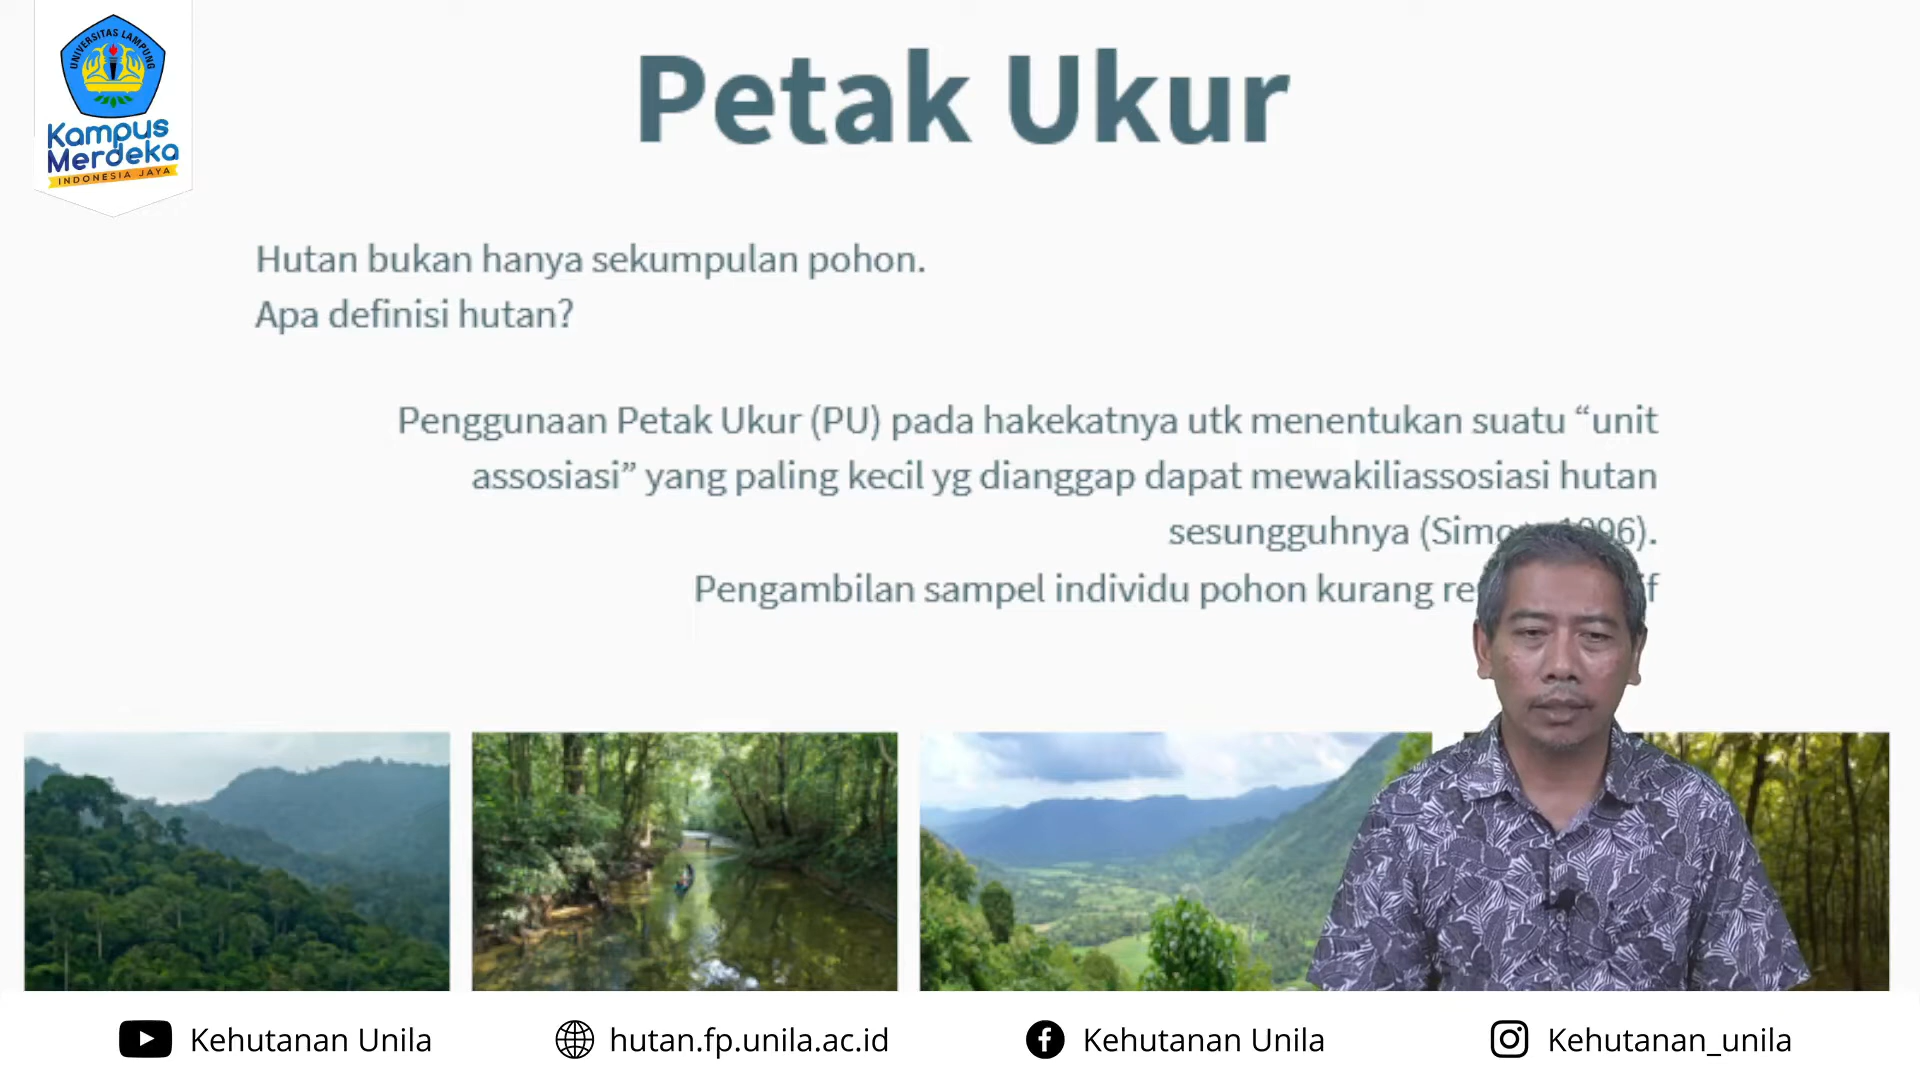 UNIVERSITAS LAMPUNG
Kampus
Merdeka
INDONESIA JAYA
Petak Ukur
Hutan bukan hanya sekumpulan pohon.
Apa definisi hutan?
Penggunaan Petak Ukur (PU) pada hakekatnya utk menentukan suatu “unit
assosiasi” yang paling kecil yg dianggap dapat mewakiliassosiasi hutan
sesungguhnya
Pengambilan sampel individu pohon kurang
Kehutanan Unila
hutan.fp.unila.ac.id
Kehutanan Unila
Kehutanan_unila